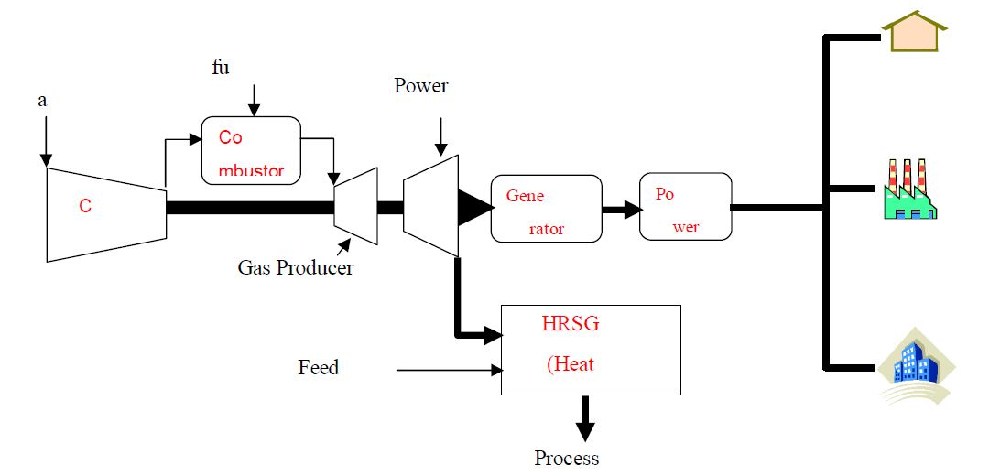 fu
Power
a
Co
mbustor
C
Gene
rator
Po
wer
Gas Producer
HRSG
(Heat
Feed
Process